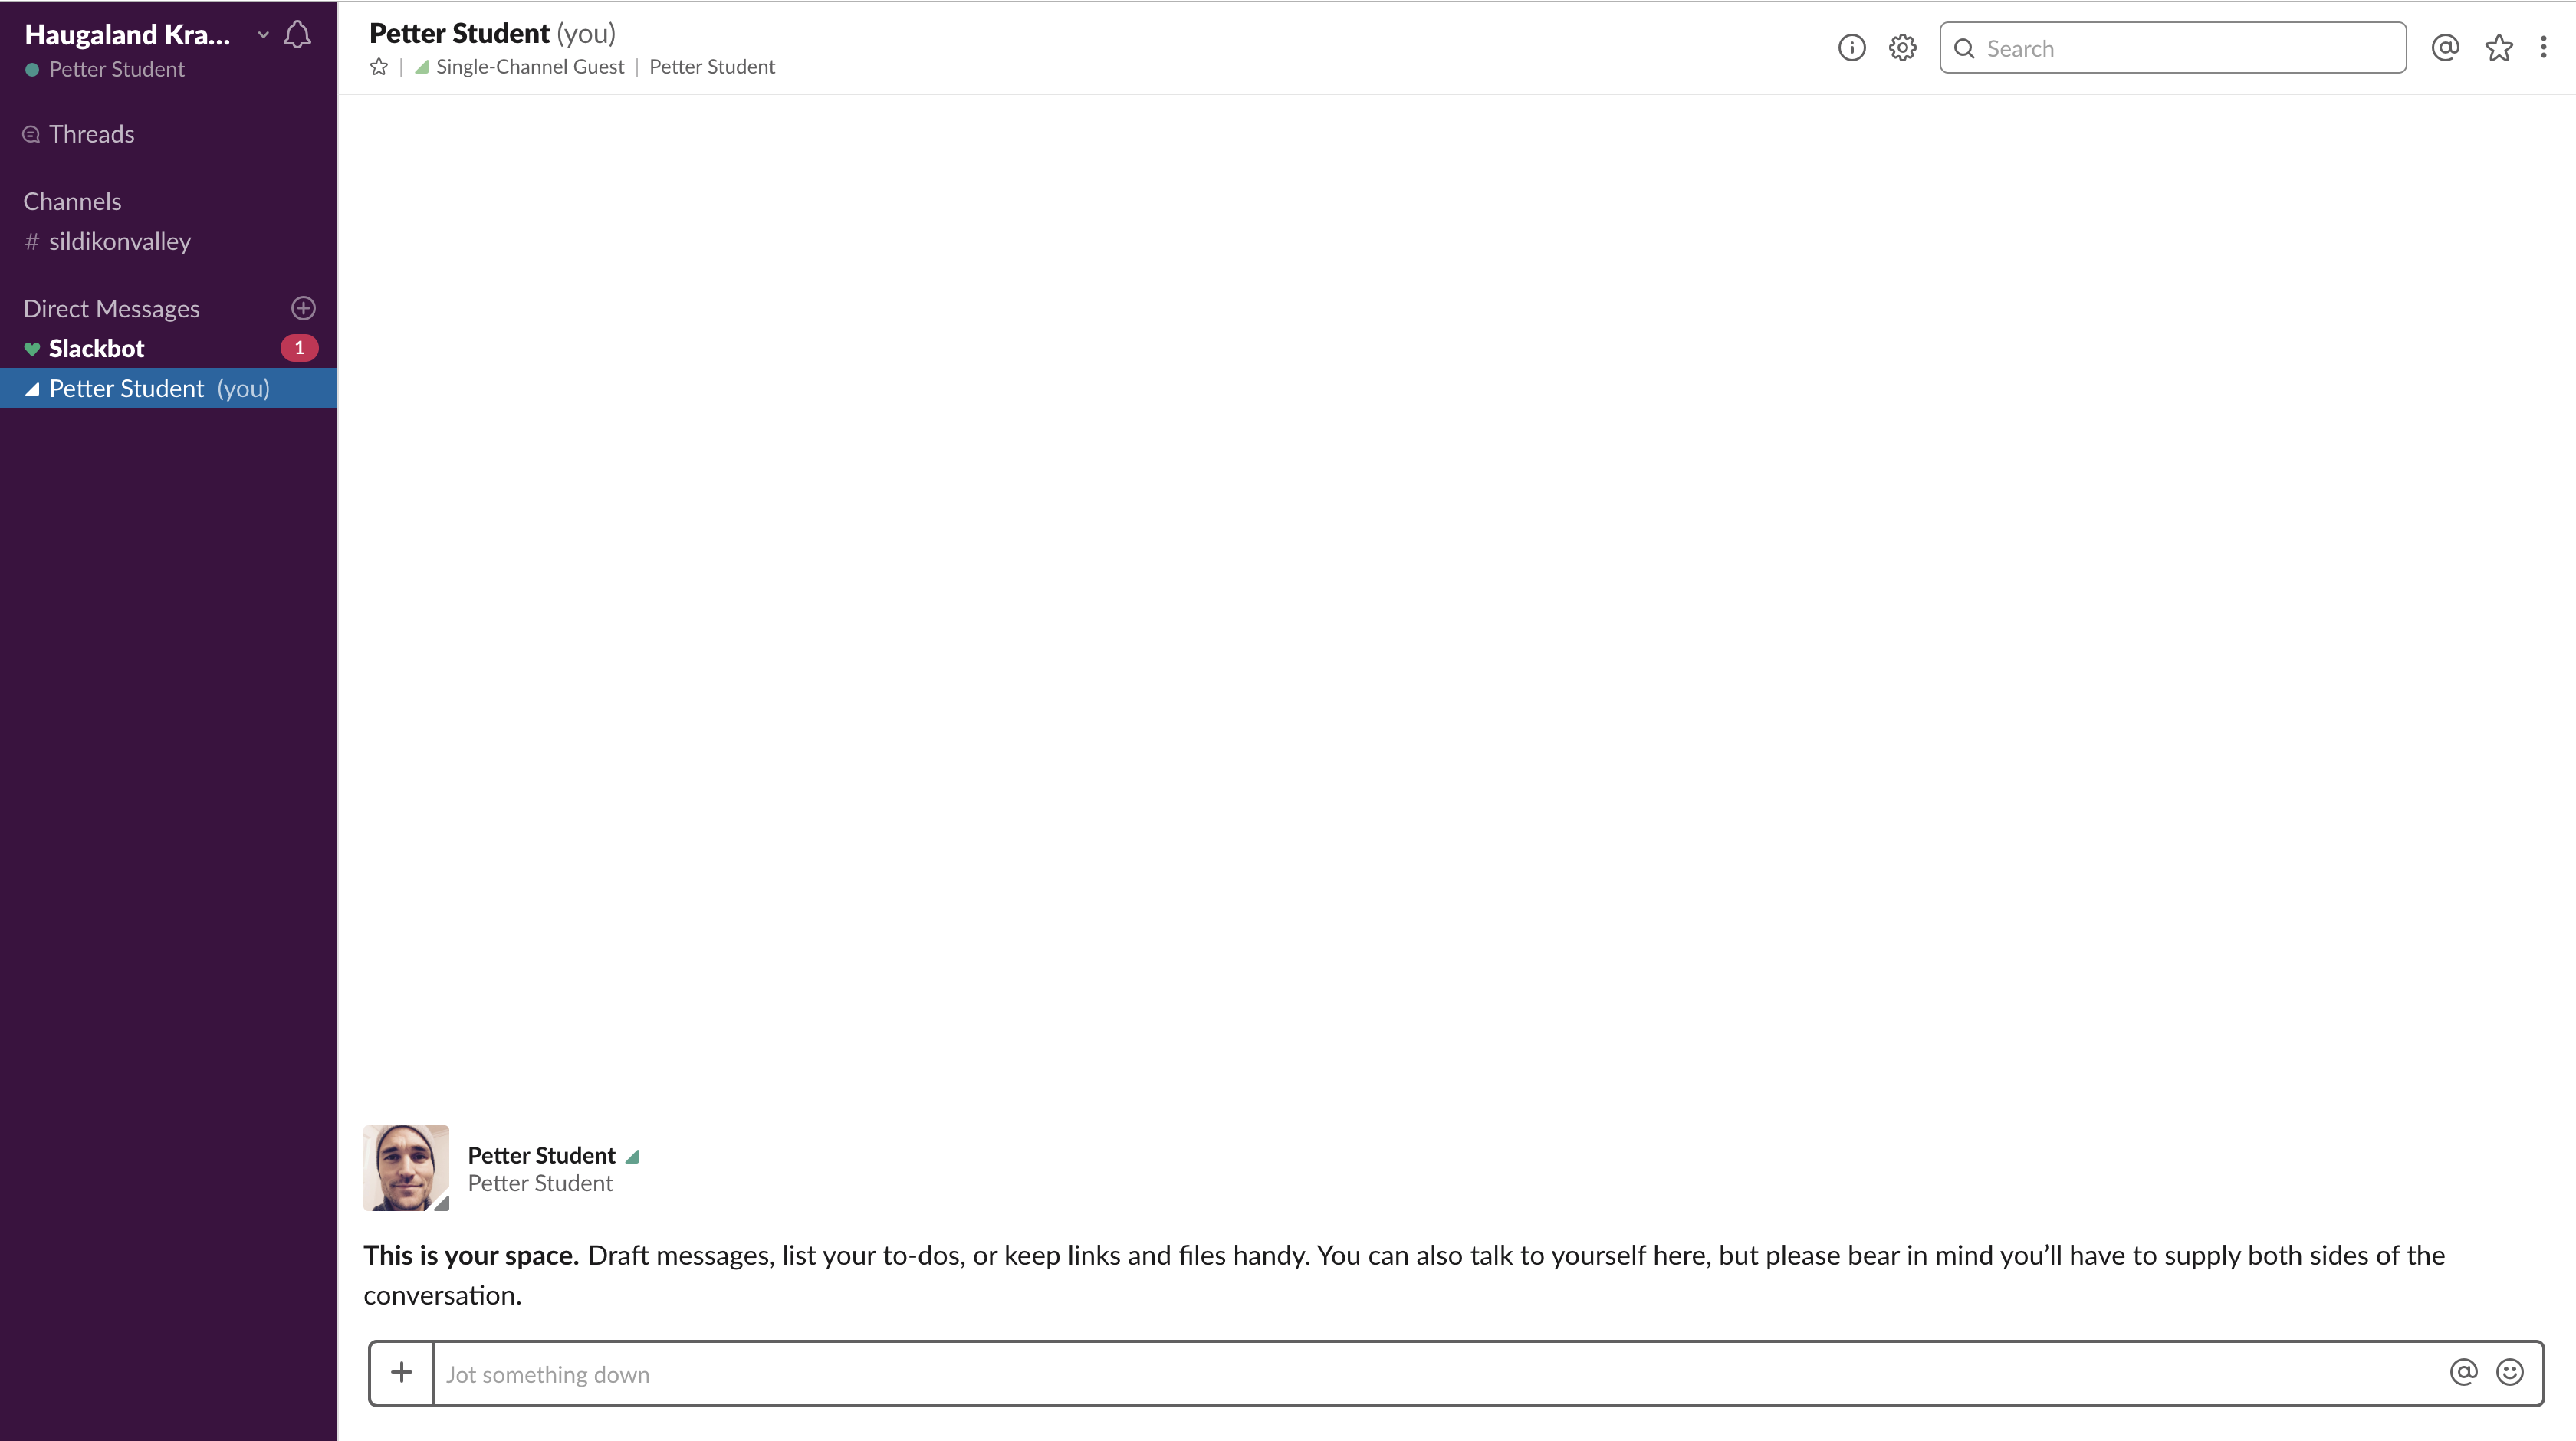 Haugaland Kra...
Petter Student
Threads
Channels
# sildikonvalley
Direct Messages
Slackbot 1
Petter Student (you)
Petter Student (you)
Single-Channel Guest | Petter Student
Search
Petter Student
Petter Student
This is your space. Draft messages, list your to-dos, or keep links and files handy. You can also talk to yourself here, but please bear in mind you’ll have to supply both sides of the
conversation.
Jot something down